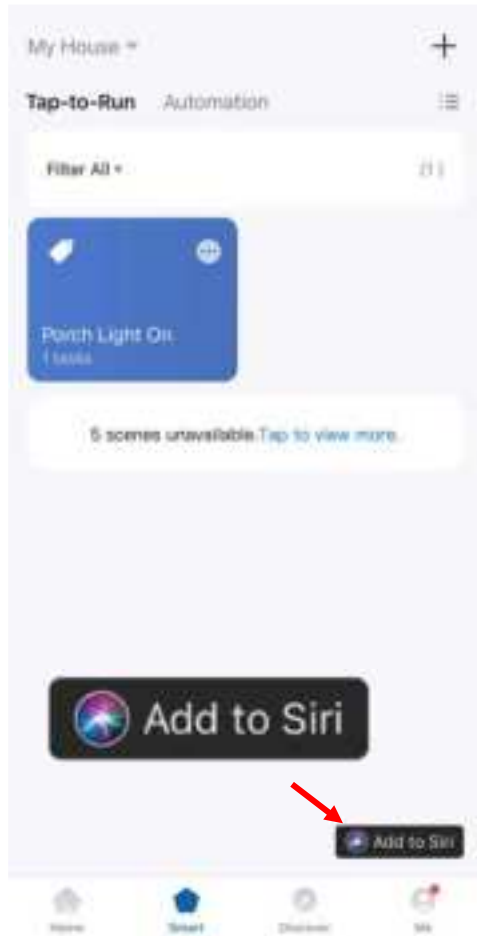 My House
Tap-to-Run Automation
Filter All
Porch Light On
1 tasks
5 scenes unavailable. Tap to view more.
Add to Siri
Add to Siri
Home Smart Discover Me